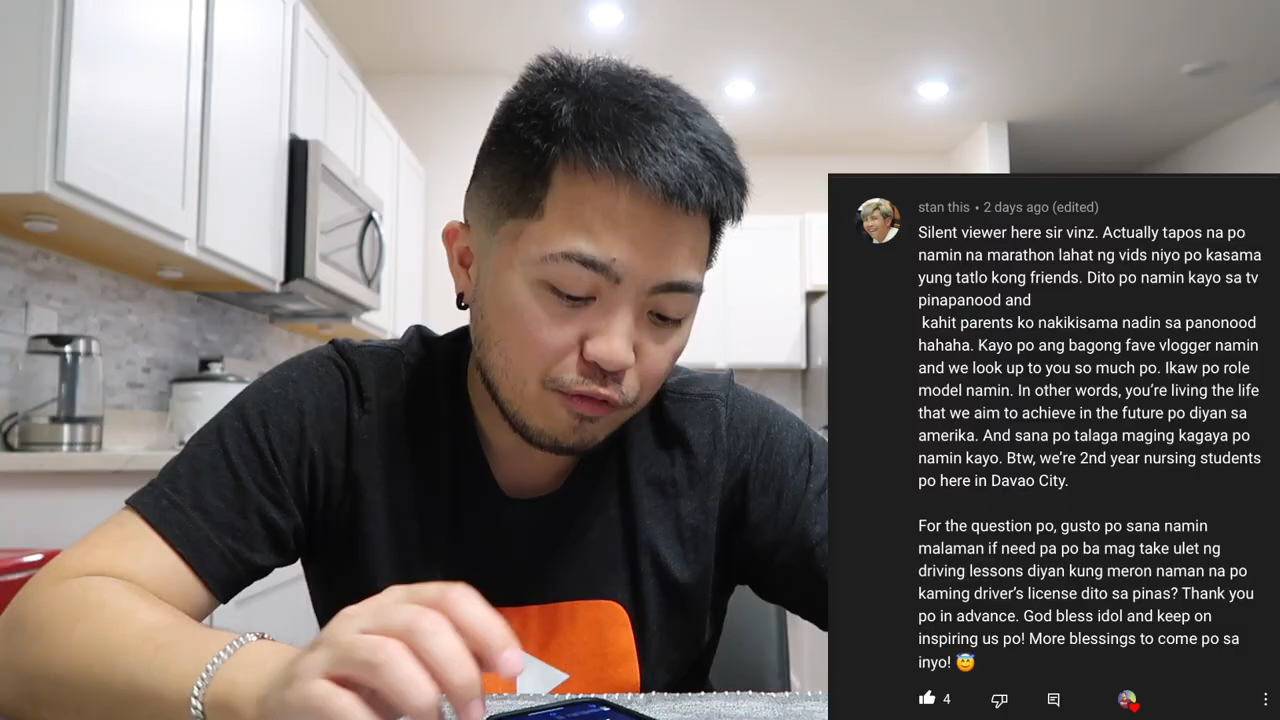 stan this • 2 days ago (edited)
Silent viewer here sir vinz. Actually tapos na po
namin na marathon lahat ng vids niyo po kasama
yung tatlo kong friends. Dito po namin kayo sa tv
pinapanood and
kahit parents ko nakikisama nadin sa panonood
hahaha. Kayo po ang bagong fave vlogger namin
and we look up to you so much po. Ikaw po role
model namin. In other words, you’re living the life
that we aim to achieve in the future po diyan sa
amerika. And sana po talaga maging kagaya po
namin kayo. Btw, we’re 2nd year nursing students
po here in Davao City.
For the question po, gusto po sana namin
malaman if need pa po ba mag take ulet ng
driving lessons diyan kung meron naman na po
kaming driver’s license dito sa pinas? Thank you
po in advance. God bless idol and keep on
inspiring us po! More blessings to come po sa
inyo! 😇
4